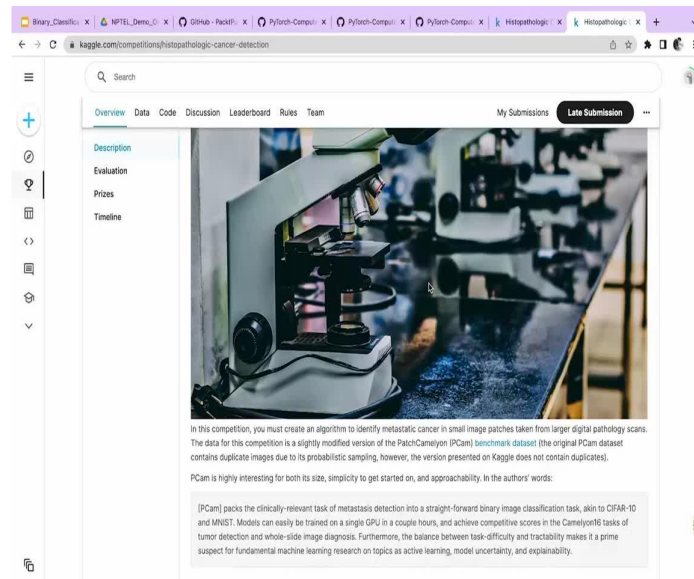 Binary_Classifica
NPTEL_Demo_
GitHub - PacktPu
PyTorch-Compute
PyTorch-Compute
PyTorch-Compute
Histopathologic
Histopathologic
kaggle.com/competitions/histopathologic-cancer-detection
Search
Overview Data Code Discussion Leaderboard Rules Team My Submissions Late Submission
Description
Evaluation
Prizes
Timeline
In this competition, you must create an algorithm to identify metastatic cancer in small image patches taken from larger digital pathology scans.
The data for this competition is a slightly modified version of the PatchCamelyon (PCam) benchmark dataset (the original PCam dataset
contains duplicate images due to its probabilistic sampling, however, the version presented on Kaggle does not contain duplicates).
PCam is highly interesting for both its size, simplicity to get started on, and approachability. In the authors' words:
[PCam] packs the clinically-relevant task of metastasis detection into a straight-forward binary image classification task, akin to CIFAR-10
and MNIST. Models can easily be trained on a single GPU in a couple hours, and achieve competitive scores in the Camelyon16 tasks of
tumor detection and whole-slide image diagnosis. Furthermore, the balance between task-difficulty and tractability makes it a prime
suspect for fundamental machine learning research on topics as active learning, model uncertainty, and explainability.